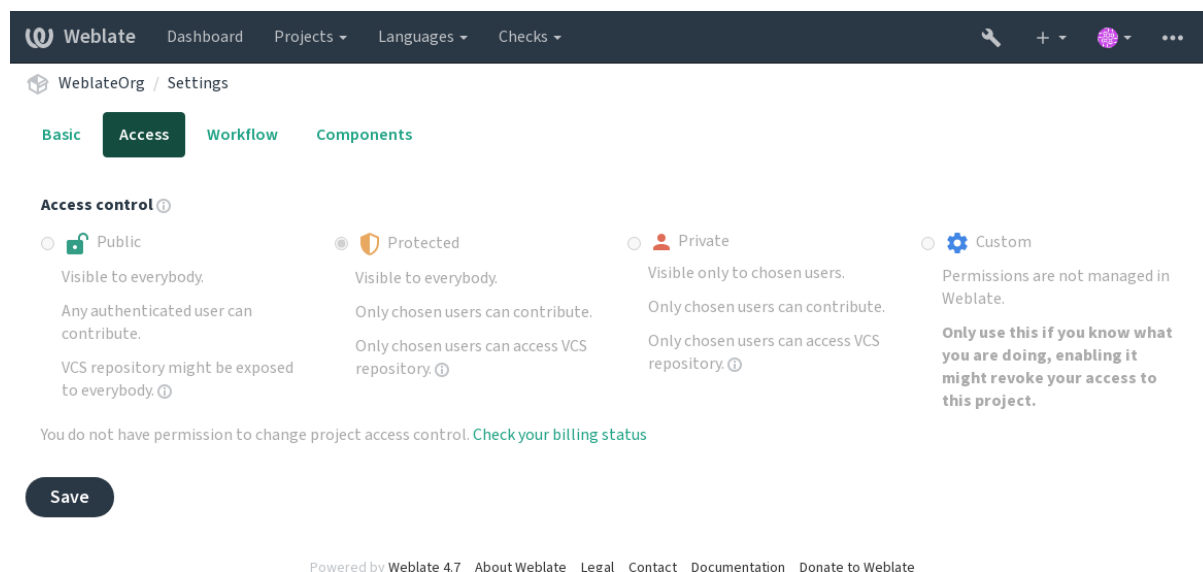 Weblate Dashboard Projects Languages Checks
WeblateOrg / Settings
Basic Access Workflow Components
Access control
Public
Visible to everybody.
Any authenticated user can
contribute.
VCS repository might be exposed
to everybody.
Protected
Visible to everybody.
Only chosen users can contribute.
Only chosen users can access VCS
repository.
Private
Visible only to chosen users.
Only chosen users can contribute.
Only chosen users can access VCS
repository.
Custom
Permissions are not managed in
Weblate.
Only use this if you know what
you are doing, enabling it
might revoke your access to
this project.
You do not have permission to change project access control. Check your billing status
Save
Powered by Weblate 4.7 About Weblate Legal Contact Documentation Donate to Weblate